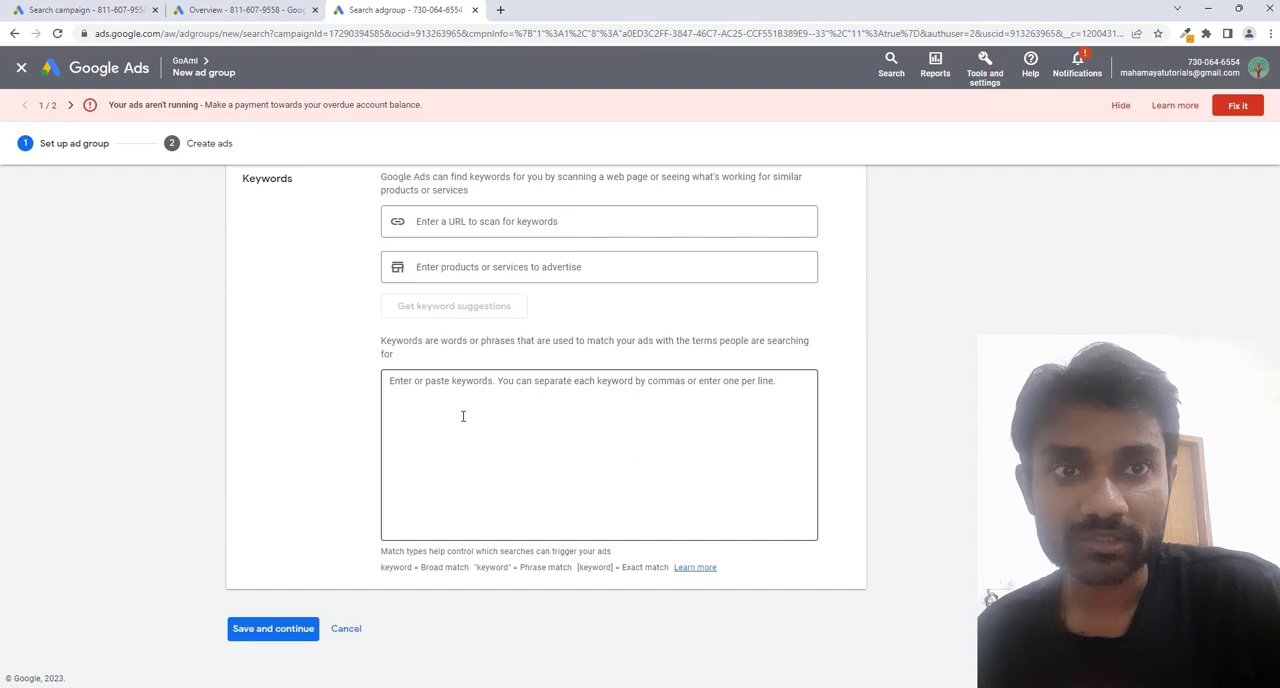 Search campaign - 811-607-955
Overview - 811-607-9558 - Goog
Search adgroup - 730-064-6554
ads.google.com/aw/adgroups/new/search?campaignId=17290394585&ocid=913263965&cmpnInfo=%7B"1"%3A1%2C"8"%3A"a0ED3C2FF-3847-46C7-AC25-CCF551B389E9--33"%2C"11"%3Atrue%7D&authuser=2&uscid=913263965&__c=1200431...
Google Ads
GoAmi
New ad group
Search
Reports
Tools and
settings
Help
Notifications
!
730-064-6554
mahamayatutorials@gmail.com
1 / 2
Your ads aren't running - Make a payment towards your overdue account balance.
Hide
Learn more
Fix it
1 Set up ad group
2 Create ads
Keywords
Google Ads can find keywords for you by scanning a web page or seeing what's working for similar
products or services
Enter a URL to scan for keywords
Enter products or services to advertise
Get keyword suggestions
Keywords are words or phrases that are used to match your ads with the terms people are searching
for
Enter or paste keywords. You can separate each keyword by commas or enter one per line.
Match types help control which searches can trigger your ads
keyword = Broad match "keyword" = Phrase match [keyword] = Exact match Learn more
Save and continue
Cancel
© Google, 2023.